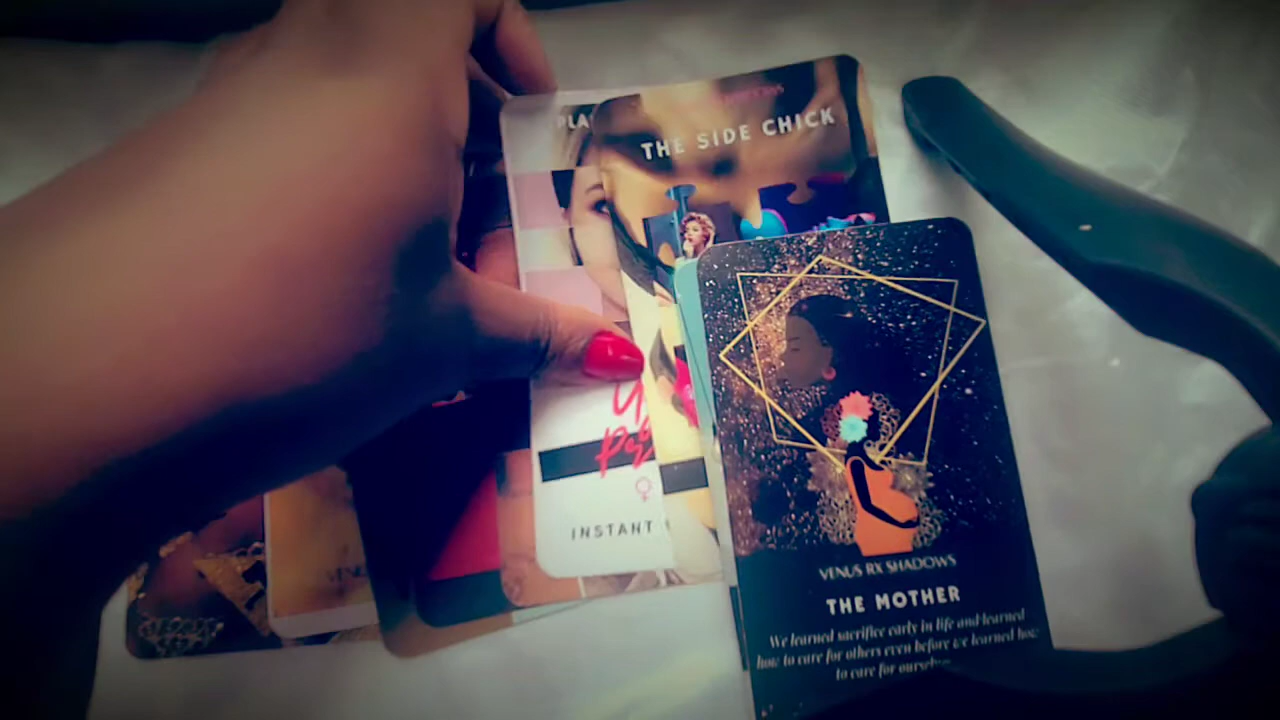 PLA
THE SIDE CHICK
INSTANT
VENUS RX SHADOWS
THE MOTHER
We learned sacrifice early in life and learned
how to care for others even before we learned how
to care for